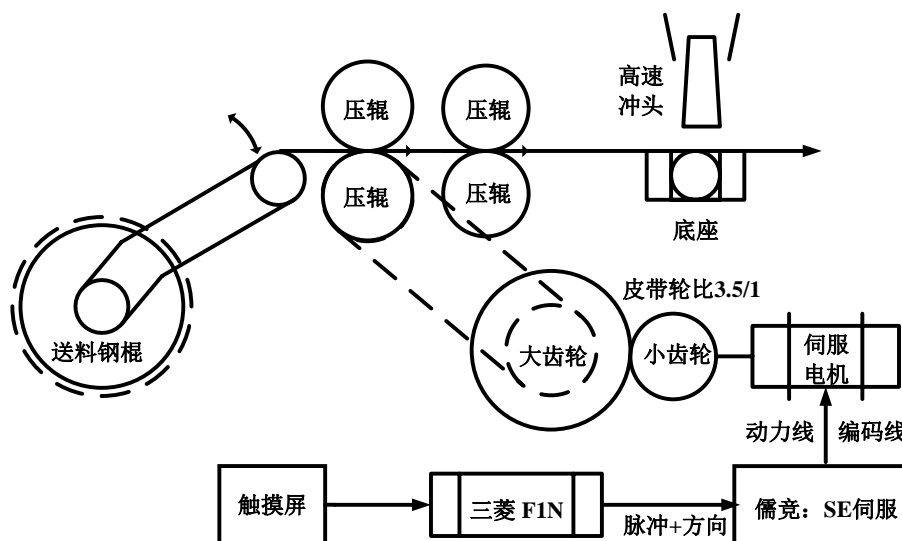 高速
冲头
压辊
压辊
压辊
压辊
底座
皮带轮比3.5/1
送料钢棍
大齿轮
小齿轮
伺服
电机
动力线
编码线
触摸屏
三菱 F1N
脉冲+方向
儒竞：SE伺服